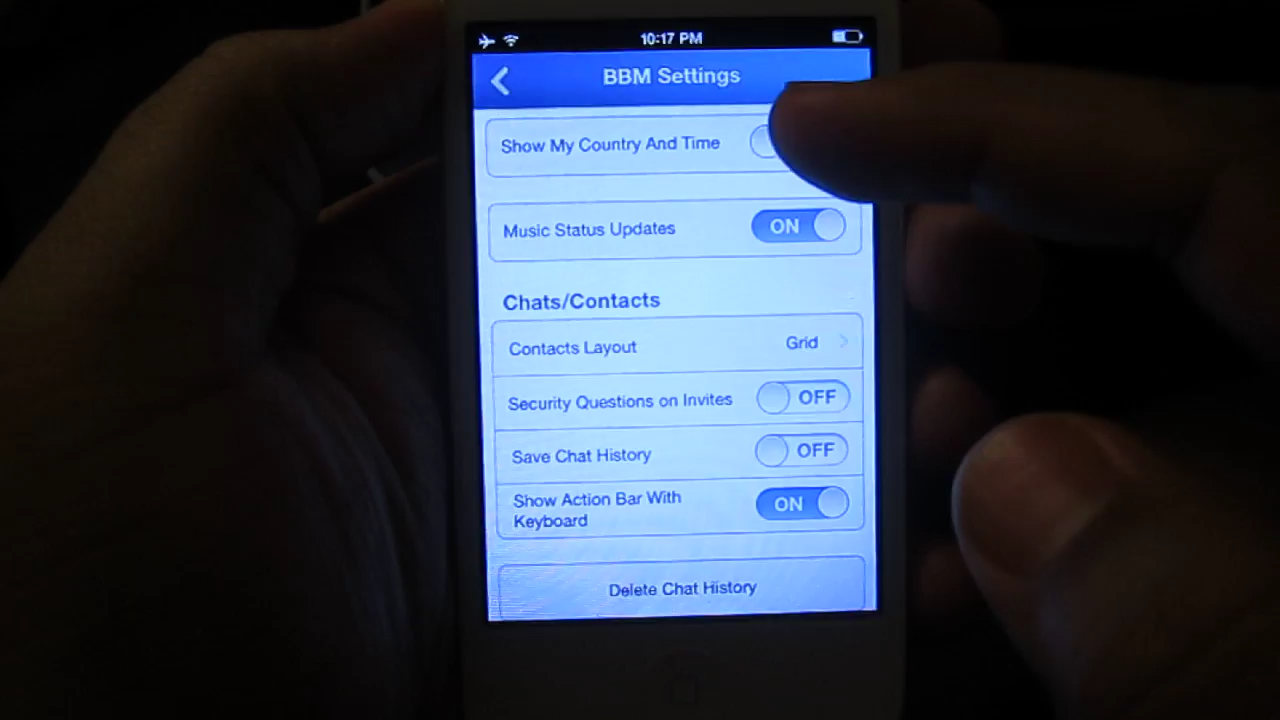 10:17 PM
BBM Settings
Show My Country And Time
Music Status Updates ON
Chats/Contacts
Contacts Layout Grid
Security Questions on Invites OFF
Save Chat History OFF
Show Action Bar With
Keyboard ON
Delete Chat History